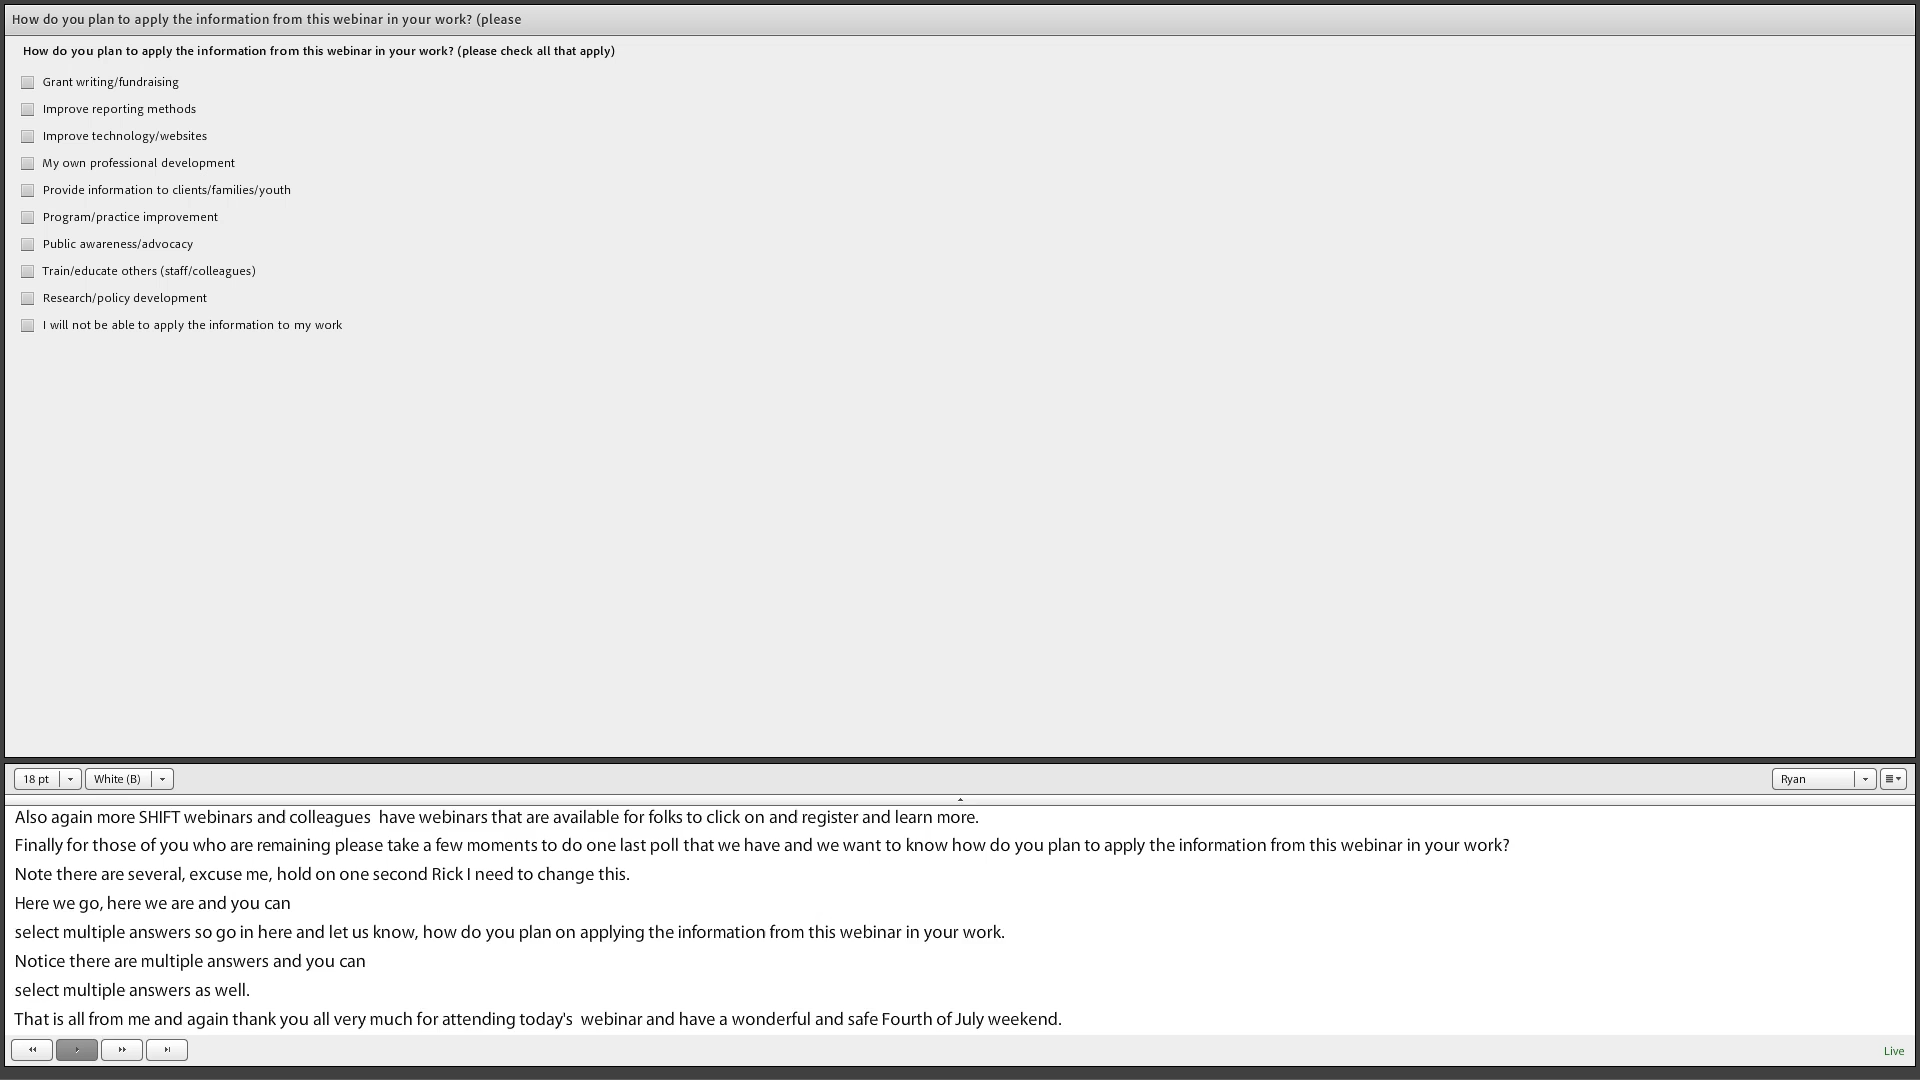 How do you plan to apply the information from this webinar in your work? (please
How do you plan to apply the information from this webinar in your work? (please check all that apply)
Grant writing/fundraising
Improve reporting methods
Improve technology/websites
My own professional development
Provide information to clients/families/youth
Program/practice improvement
Public awareness/advocacy
Train/educate others (staff/colleagues)
Research/policy development
I will not be able to apply the information to my work
18 pt White (B) Ryan
Also again more SHIFT webinars and colleagues  have webinars that are available for folks to click on and register and learn more.
Finally for those of you who are remaining please take a few moments to do one last poll that we have and we want to know how do you plan to apply the information from this webinar in your work?
Note there are several, excuse me, hold on one second Rick I need to change this.
Here we go, here we are and you can
select multiple answers so go in here and let us know, how do you plan on applying the information from this webinar in your work.
Notice there are multiple answers and you can
select multiple answers as well.
That is all from me and again thank you all very much for attending today's  webinar and have a wonderful and safe Fourth of July weekend.
Live